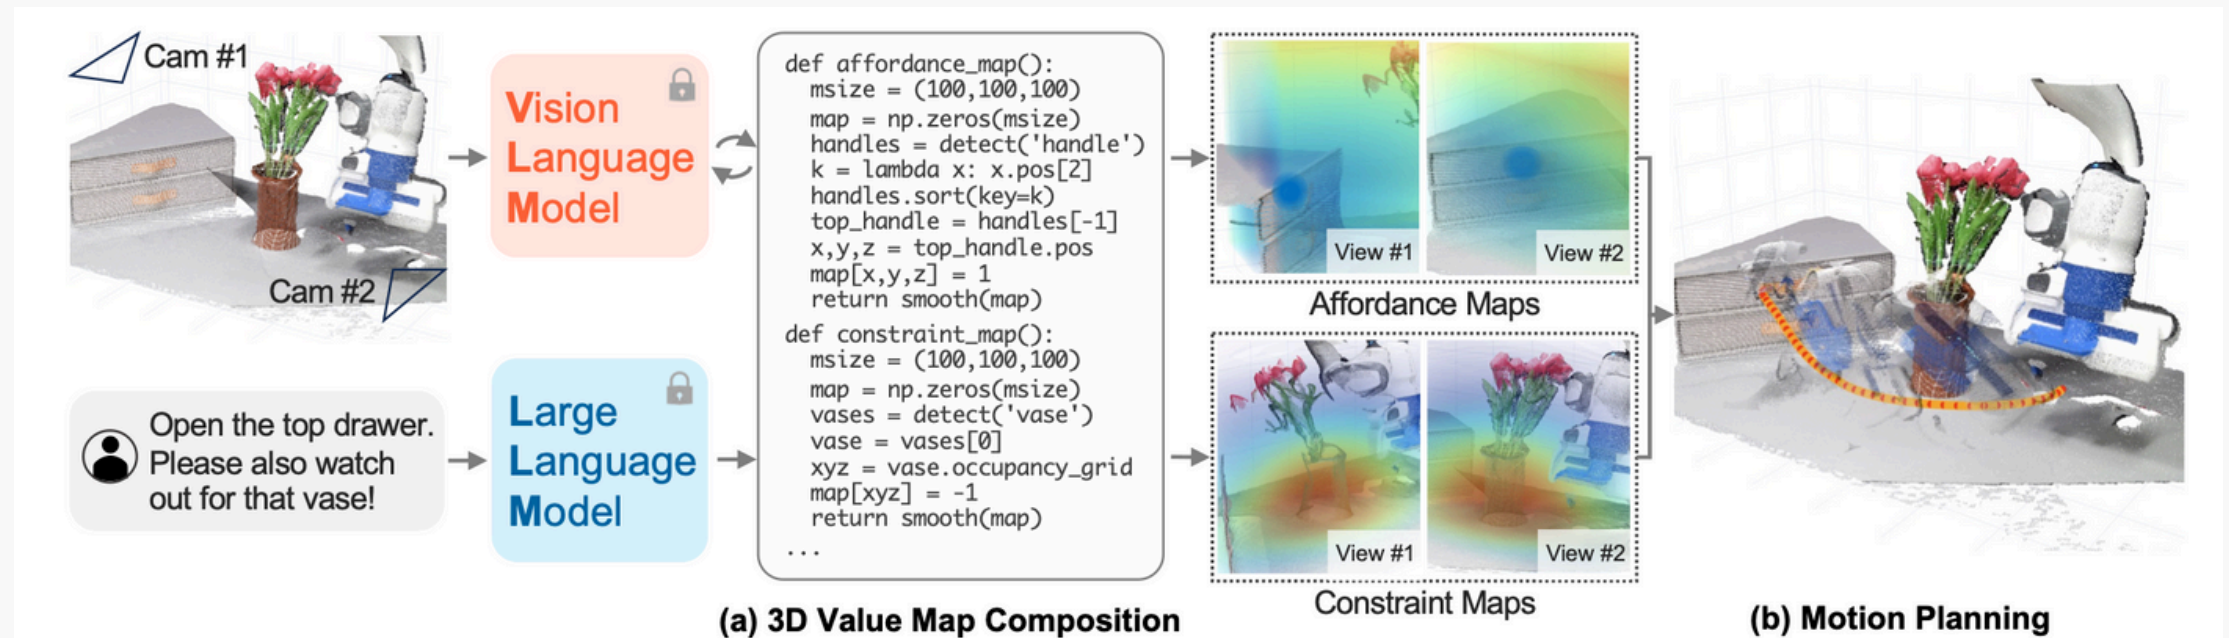 Cam #1
Cam #2
Open the top drawer.
Please also watch
out for that vase!
Vision
Language
Model
Large
Language
Model
def affordance_map():
  msize = (100,100,100)
  map = np.zeros(msize)
  handles = detect('handle')
  k = lambda x: x.pos[2]
  handles.sort(key=k)
  top_handle = handles[-1]
  x,y,z = top_handle.pos
  map[x,y,z] = 1
  return smooth(map)
def constraint_map():
  msize = (100,100,100)
  map = np.zeros(msize)
  vases = detect('vase')
  vase = vases[0]
  xyz = vase.occupancy_grid
  map[xyz] = -1
  return smooth(map)
...
View #1
View #2
Affordance Maps
View #1
View #2
Constraint Maps
(a) 3D Value Map Composition
(b) Motion Planning